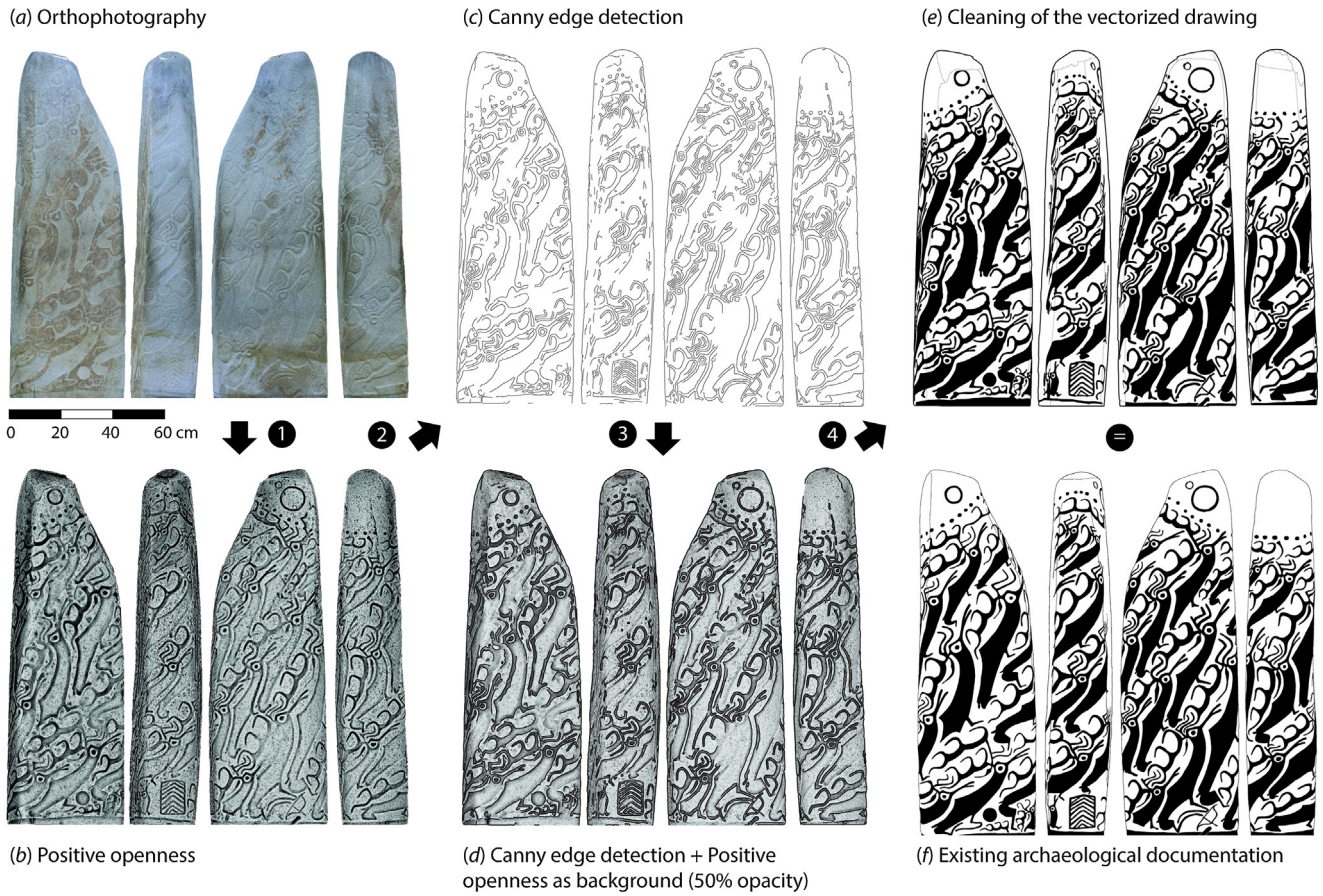 (a) Orthophotography
(c) Canny edge detection
(e) Cleaning of the vectorized drawing
0 20 40 60 cm
1
2
3
4
=
(b) Positive openness
(d) Canny edge detection + Positive
openness as background (50% opacity)
(f) Existing archaeological documentation